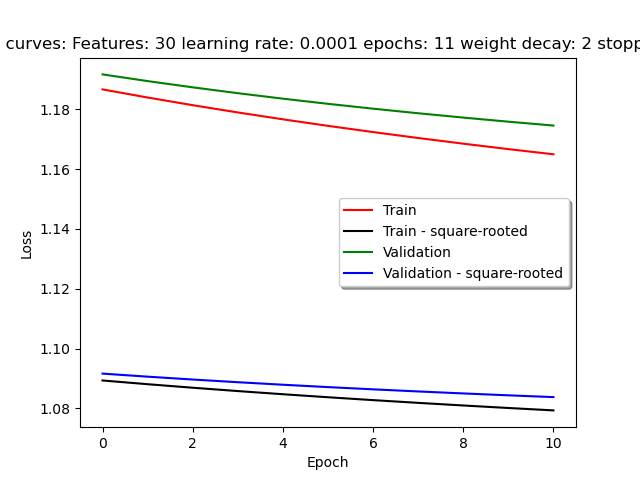 curves: Features: 30 learning rate: 0.0001 epochs: 11 weight decay: 2 stopp
1.18
1.16
1.14
1.12
1.10
1.08
Loss
Train
Train - square-rooted
Validation
Validation - square-rooted
0 2 4 6 8 10
Epoch